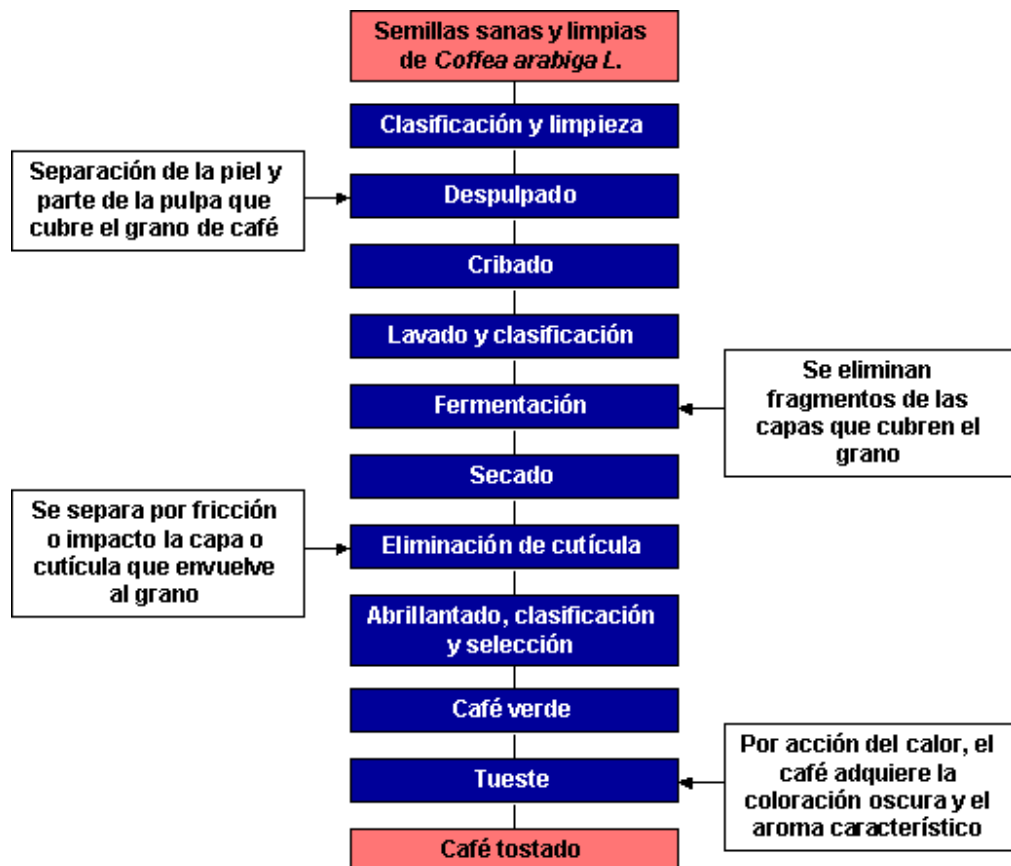 Semillas sanas y limpias
de Coffea arabiga L.
Clasificación y limpieza
Separación de la piel y
parte de la pulpa que
cubre el grano de café
Despulpado
Cribado
Lavado y clasificación
Fermentación
Se eliminan
fragmentos de las
capas que cubren el
grano
Secado
Se separa por fricción
o impacto la capa o
cutícula que envuelve
al grano
Eliminación de cutícula
Abrillantado, clasificación
y selección
Café verde
Tueste
Por acción del calor, el
café adquiere la
coloración oscura y el
aroma característico
Café tostado